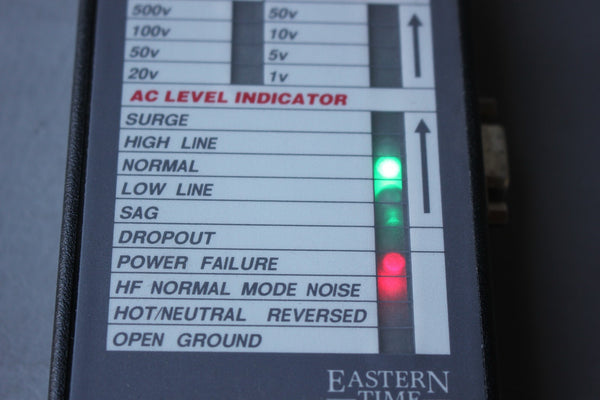 500v 50v
100v 10v
50v 5v
20v 1v
AC LEVEL INDICATOR
SURGE
HIGH LINE
NORMAL
LOW LINE
SAG
DROPOUT
POWER FAILURE
HF NORMAL MODE NOISE
HOT/NEUTRAL REVERSED
OPEN GROUND
EASTERN
TIME